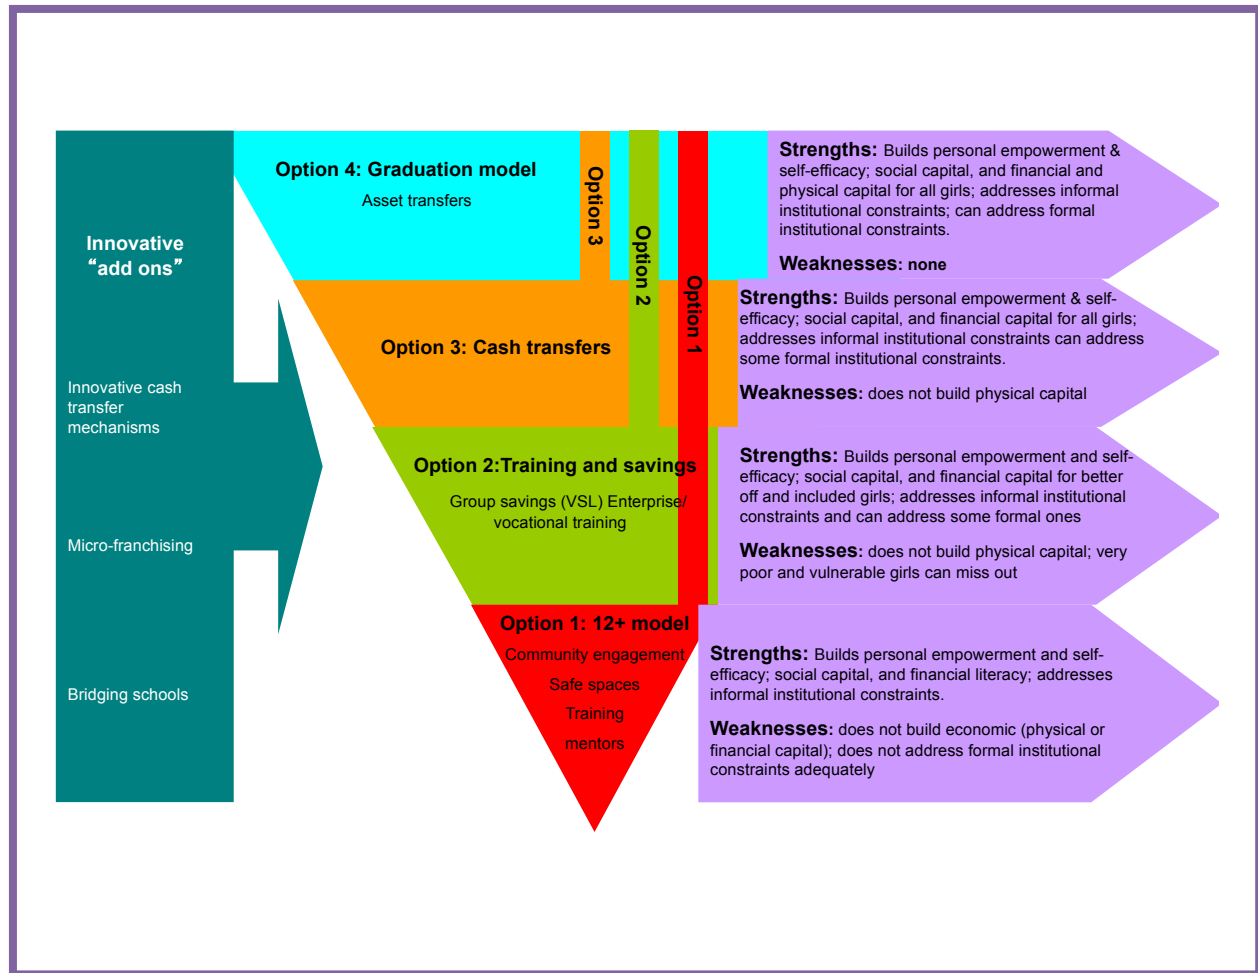 Innovative
“add ons”
Innovative cash
transfer
mechanisms
Micro-franchising
Bridging schools
Option 4: Graduation model
Asset transfers
Option 3
Option 2
Option 1
Strengths: Builds personal empowerment &
self-efficacy; social capital, and financial and
physical capital for all girls; addresses informal
institutional constraints; can address formal
institutional constraints.
Weaknesses: none
Option 3: Cash transfers
Strengths: Builds personal empowerment & self-
efficacy; social capital, and financial capital for all girls;
addresses informal institutional constraints can address
some formal institutional constraints.
Weaknesses: does not build physical capital
Option 2:Training and savings
Group savings (VSL) Enterprise/
vocational training
Strengths: Builds personal empowerment and self-
efficacy; social capital, and financial capital for better
off and included girls; addresses informal institutional
constraints and can address some formal ones
Weaknesses: does not build physical capital; very
poor and vulnerable girls can miss out
Option 1: 12+ model
Community engagement
Safe spaces
Training
mentors
Strengths: Builds personal empowerment and self-
efficacy; social capital, and financial literacy; addresses
informal institutional constraints.
Weaknesses: does not build economic (physical or
financial capital); does not address formal institutional
constraints adequately